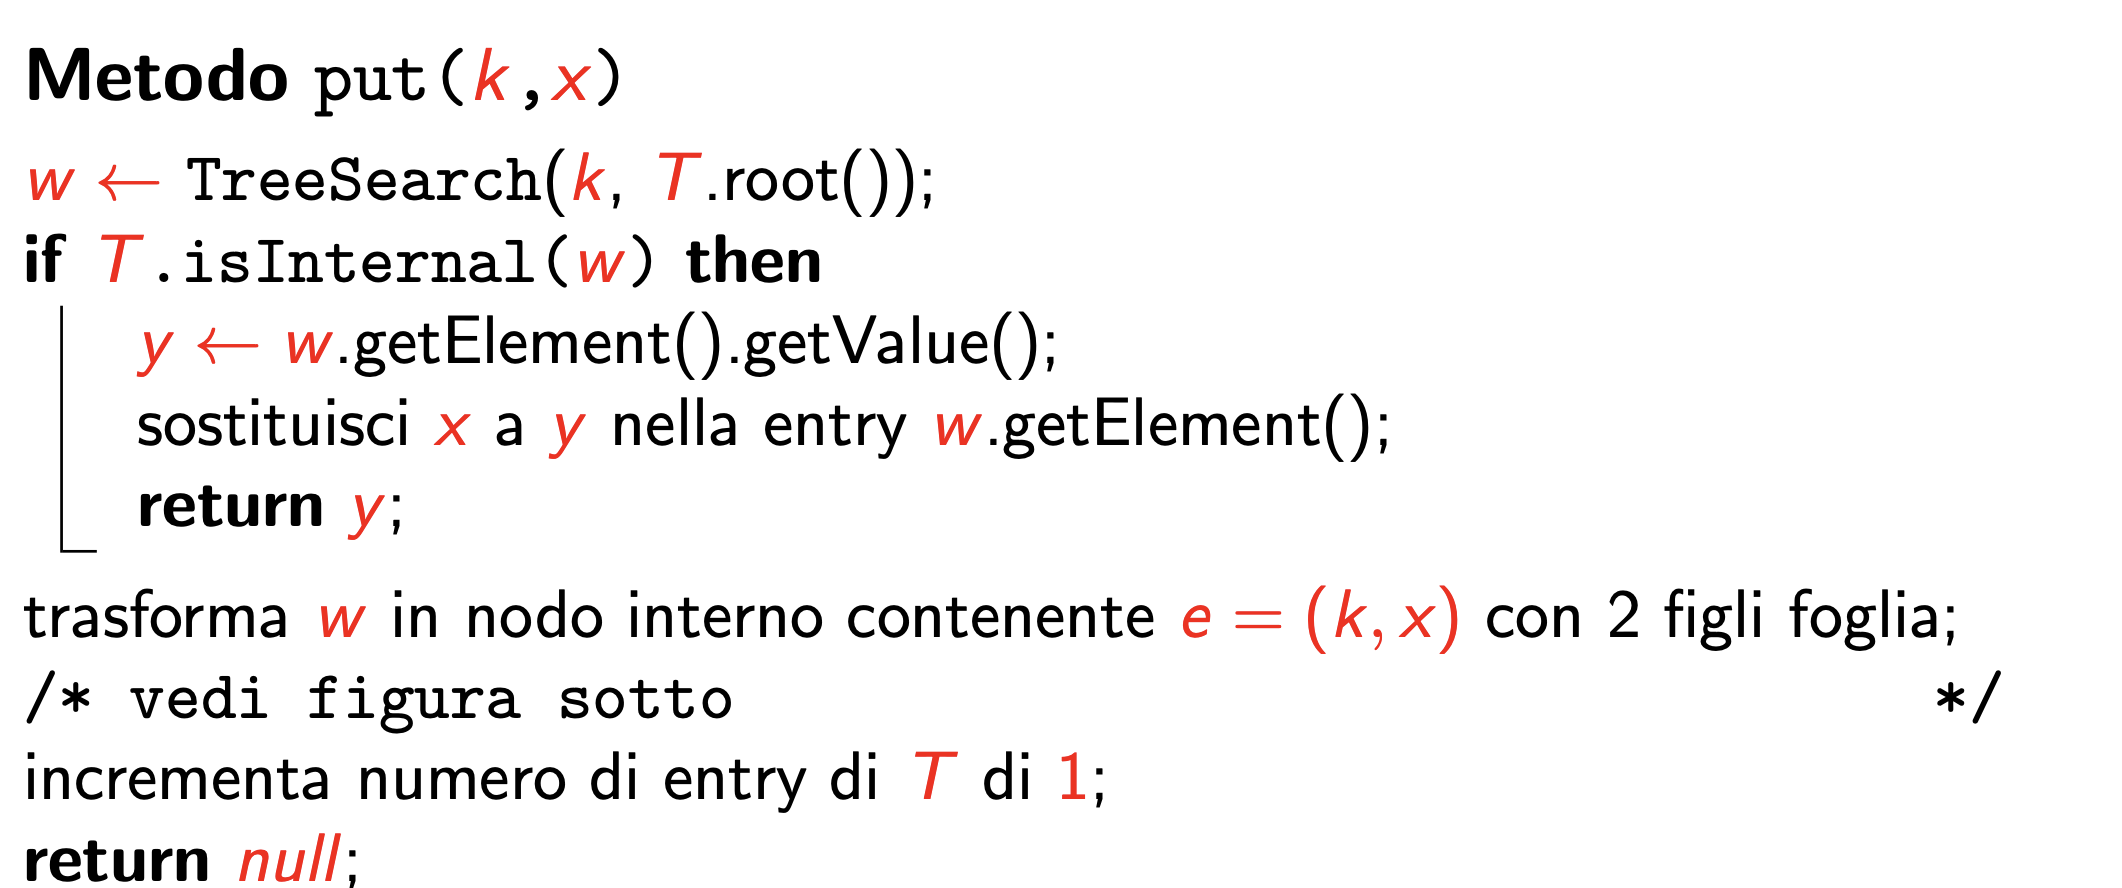 Metodo put(k,x)
w ← TreeSearch(k, T.root());
if T.isInternal(w) then
y ← w.getElement().getValue();
sostituisci x a y nella entry w.getElement();
return y;
trasforma w in nodo interno contenente e = (k, x) con 2 figli foglia;
/* vedi figura sotto */
incrementa numero di entry di T di 1;
return null;